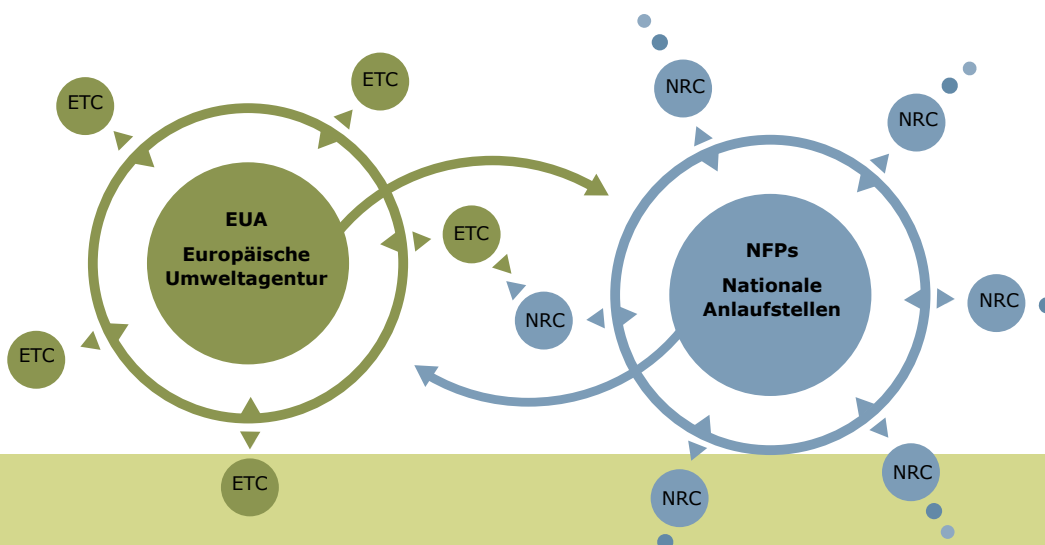 ETC
ETC
NRC
NRC
EUA
Europäische
Umweltagentur
ETC
NFPs
Nationale
Anlaufstellen
NRC
NRC
ETC
ETC
NRC
NRC